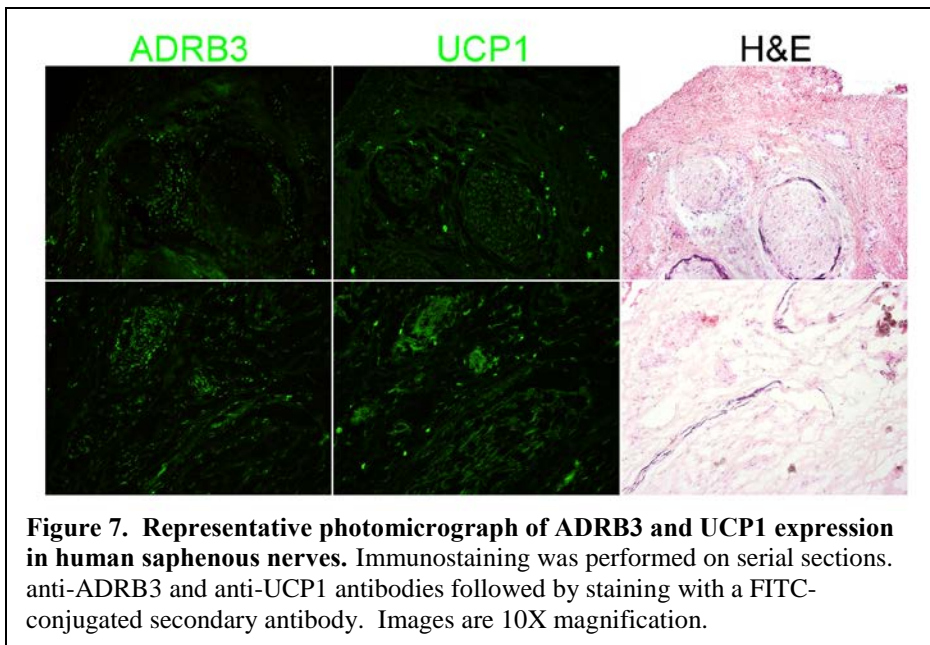 ADRB3 UCP1 H&E
Figure 7. Representative photomicrograph of ADRB3 and UCP1 expression
in human saphenous nerves. Immunostaining was performed on serial sections.
anti-ADRB3 and anti-UCP1 antibodies followed by staining with a FITC-
conjugated secondary antibody. Images are 10X magnification.